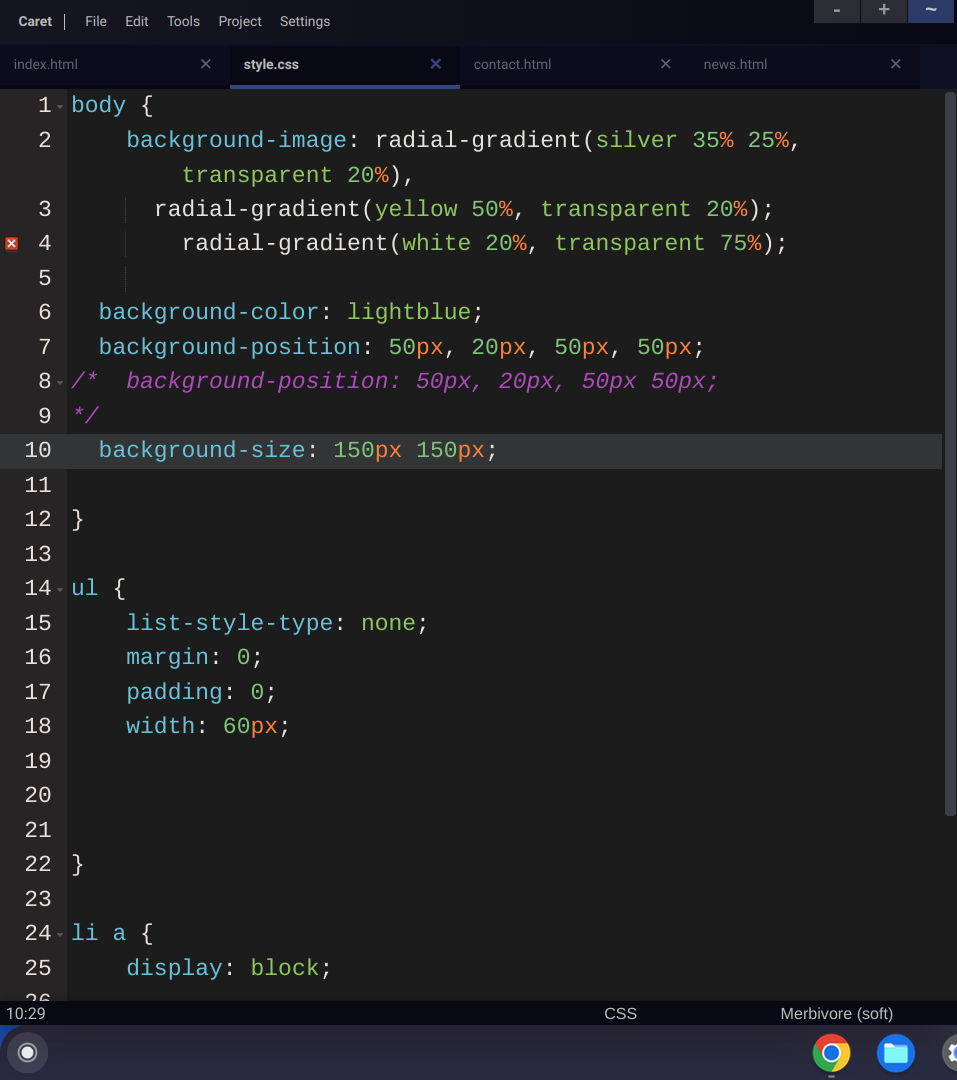 Caret | File Edit Tools Project Settings
- + ~
index.html ✕ style.css ✕ contact.html ✕ news.html ✕
1 body {
2 background-image: radial-gradient(silver 35% 25%,
transparent 20%),
3 radial-gradient(yellow 50%, transparent 20%);
4 radial-gradient(white 20%, transparent 75%);
5
6 background-color: lightblue;
7 background-position: 50px, 20px, 50px, 50px;
8 /* background-position: 50px, 20px, 50px 50px;
9 */
10 background-size: 150px 150px;
11
12 }
13
14 ul {
15 list-style-type: none;
16 margin: 0;
17 padding: 0;
18 width: 60px;
19
20
21
22 }
23
24 li a {
25 display: block;
26
10:29 CSS Merbivore (soft)